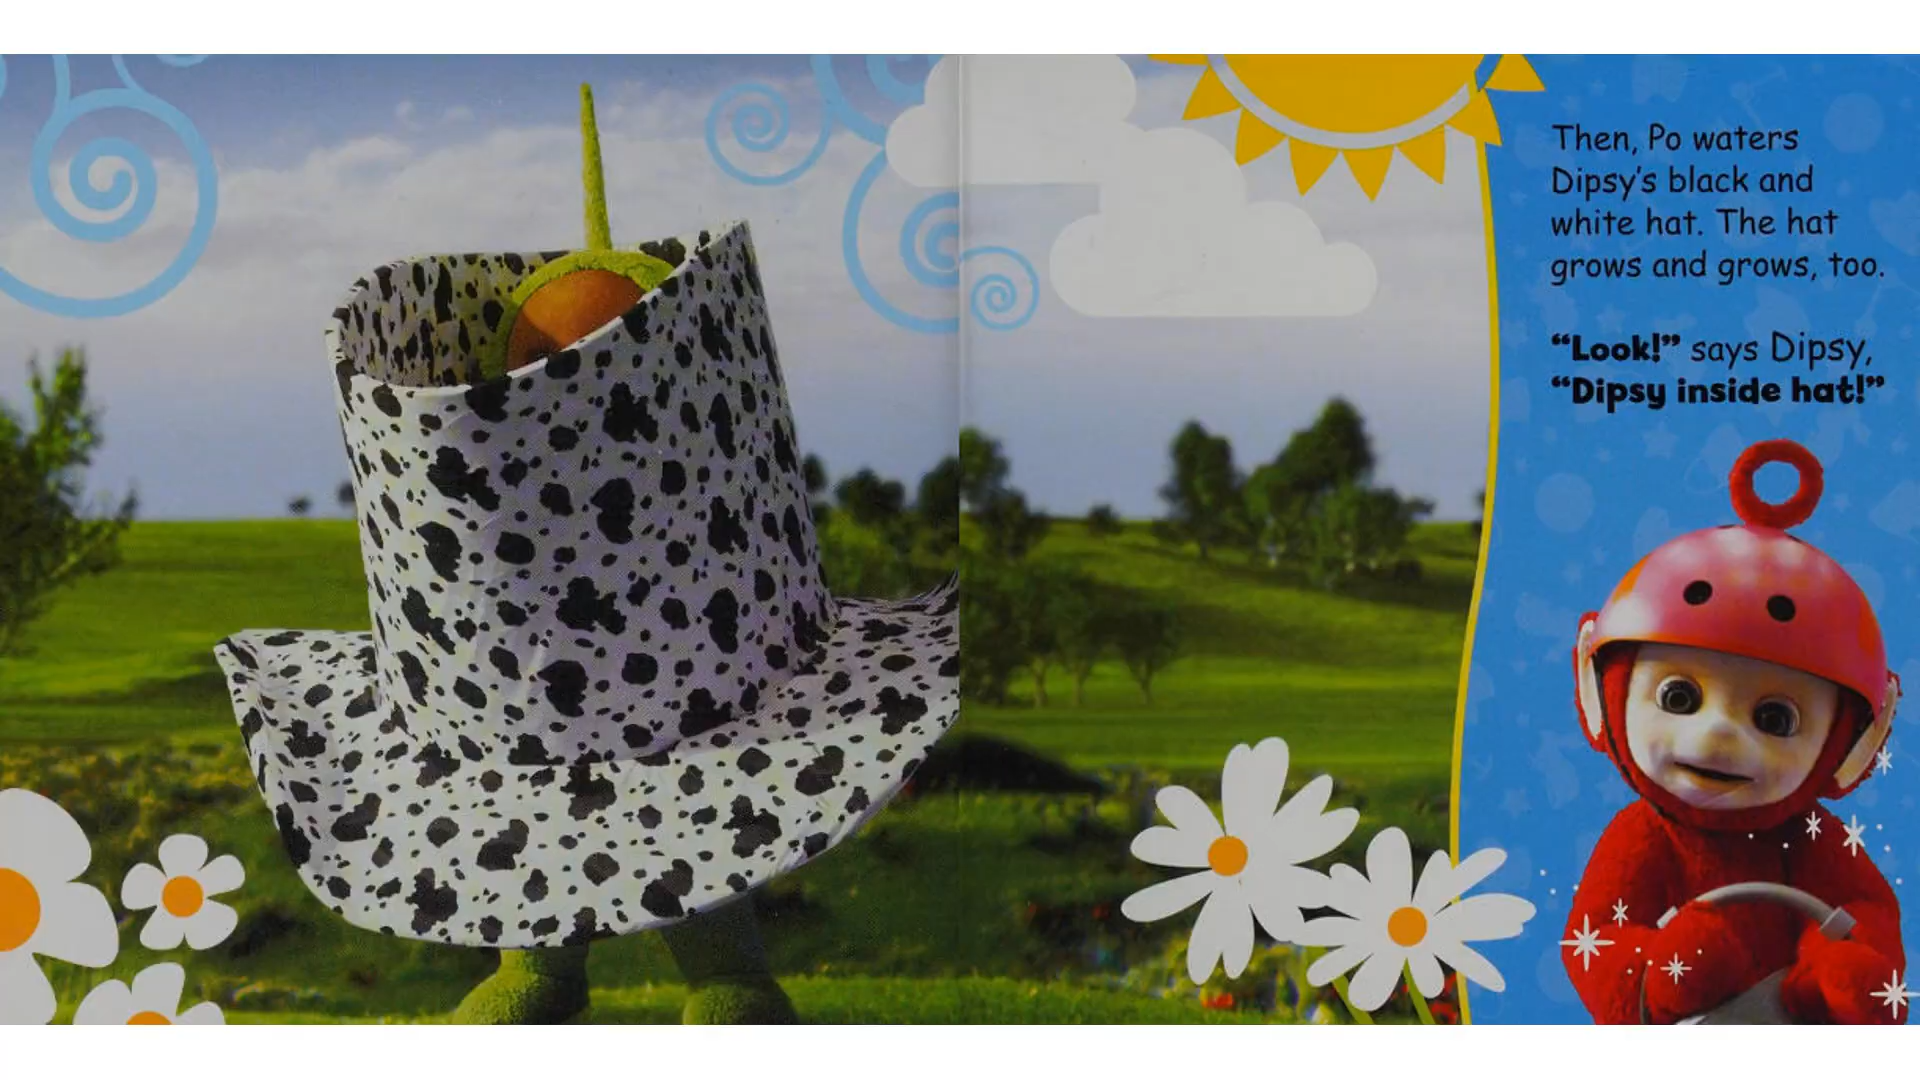 Then, Po waters
Dipsy's black and
white hat. The hat
grows and grows, too.
“Look!” says Dipsy,
“Dipsy inside hat!”